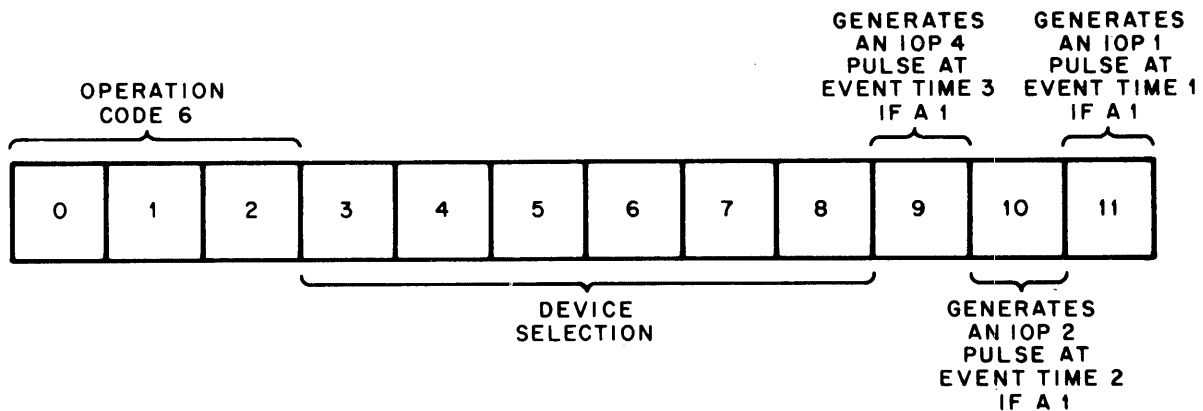 GENERATES
AN IOP 4
PULSE AT
EVENT TIME 3
IF A 1
GENERATES
AN IOP 1
PULSE AT
EVENT TIME 1
IF A 1
OPERATION
CODE 6
0 1 2 3 4 5 6 7 8 9 10 11
DEVICE
SELECTION
GENERATES
AN IOP 2
PULSE AT
EVENT TIME 2
IF A 1